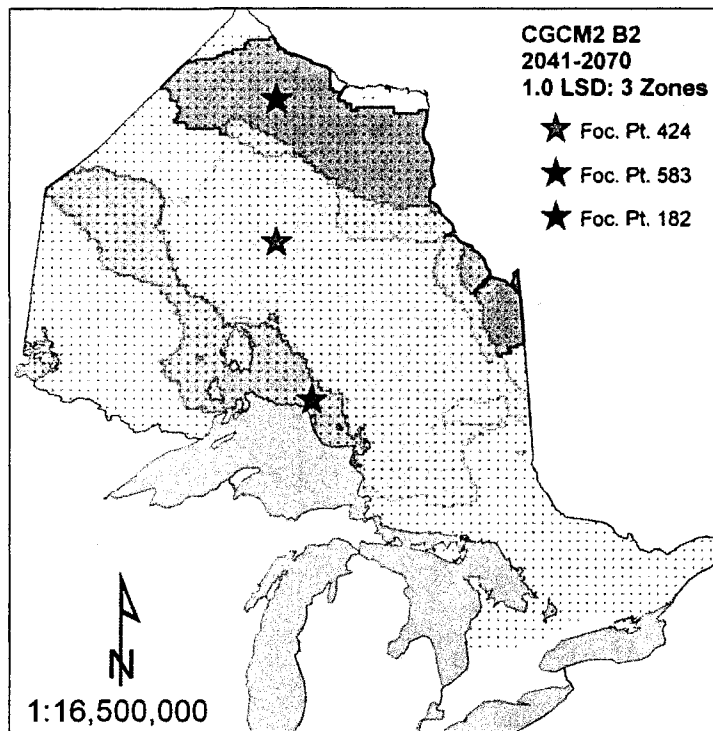 CGCM2 B2
2041-2070
1.0 LSD: 3 Zones
Foc. Pt. 424
Foc. Pt. 583
Foc. Pt. 182
N
1:16,500,000